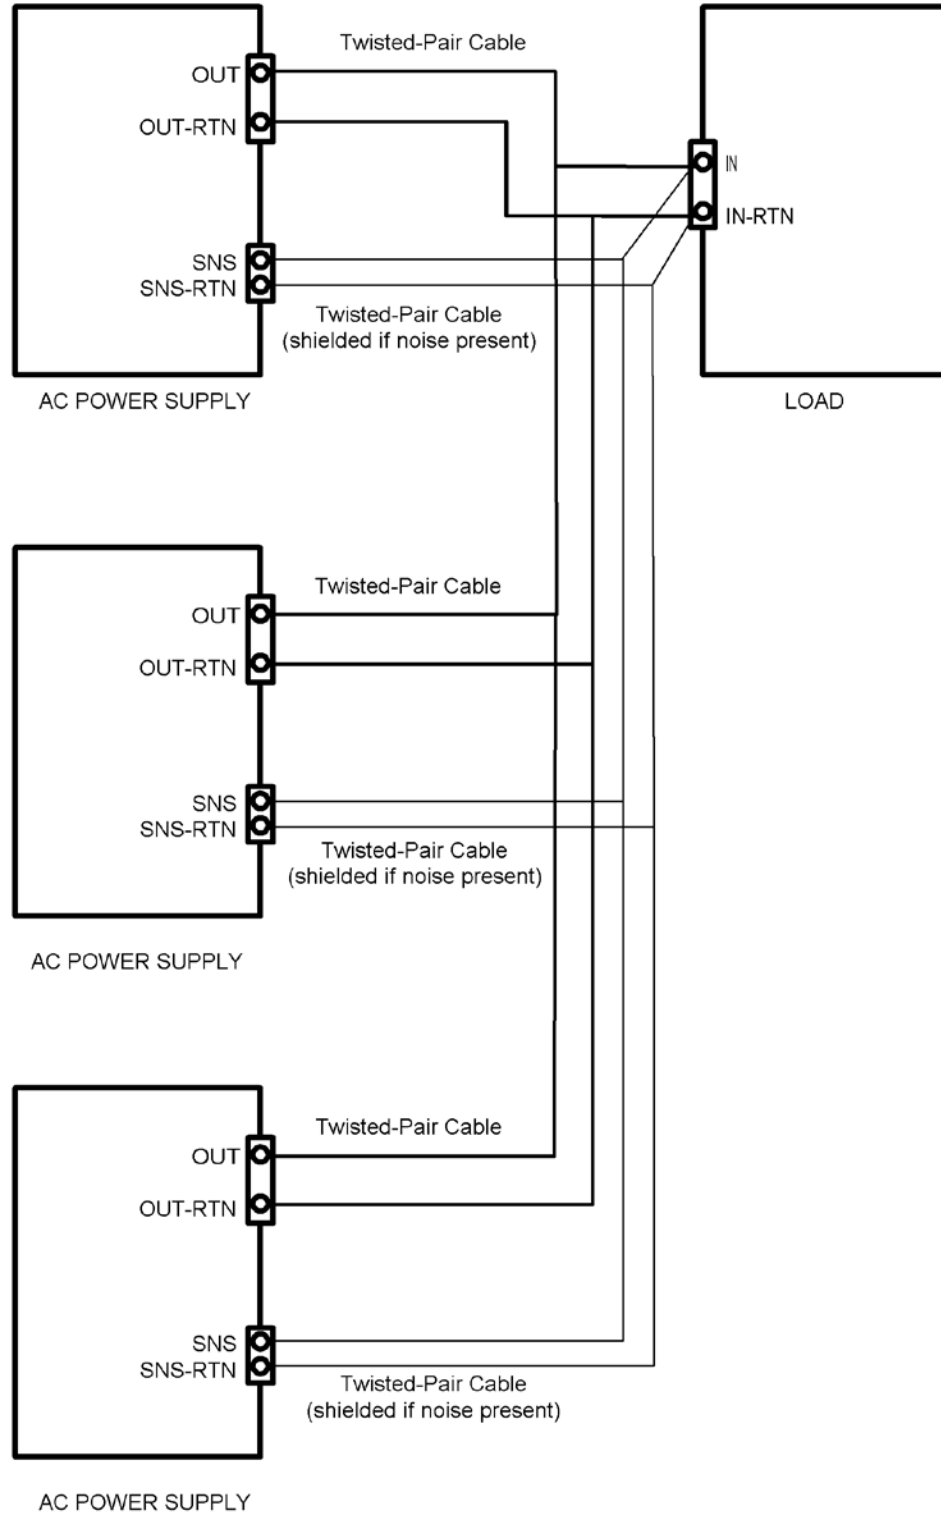 Twisted-Pair Cable
OUT
OUT-RTN
IN
IN-RTN
SNS
SNS-RTN
Twisted-Pair Cable
(shielded if noise present)
AC POWER SUPPLY
LOAD
Twisted-Pair Cable
OUT
OUT-RTN
SNS
SNS-RTN
Twisted-Pair Cable
(shielded if noise present)
AC POWER SUPPLY
Twisted-Pair Cable
OUT
OUT-RTN
SNS
SNS-RTN
Twisted-Pair Cable
(shielded if noise present)
AC POWER SUPPLY